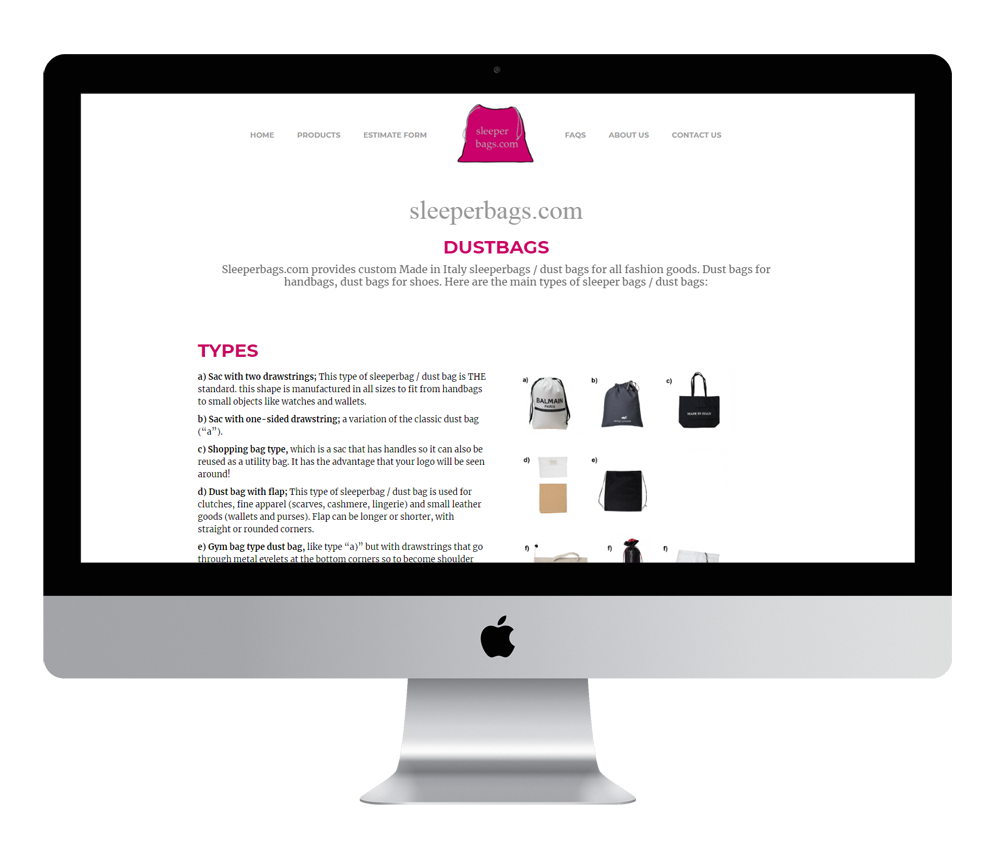 HOME PRODUCTS ESTIMATE FORM
sleeper
bags.com
FAQS ABOUT US CONTACT US
sleeperbags.com
DUSTBAGS
Sleeperbags.com provides custom Made in Italy sleeperbags / dust bags for all fashion goods. Dust bags for
handbags, dust bags for shoes. Here are the main types of sleeper bags / dust bags:
TYPES
a) Sac with two drawstrings; This type of sleeperbag / dust bag is THE
standard. this shape is manufactured in all sizes to fit from handbags
to small objects like watches and wallets.
b) Sac with one-sided drawstring; a variation of the classic dust bag
(“a”).
c) Shopping bag type, which is a sac that has handles so it can also be
reused as a utility bag. It has the advantage that your logo will be seen
around!
d) Dust bag with flap; This type of sleeperbag / dust bag is used for
clutches, fine apparel (scarves, cashmere, lingerie) and small leather
goods (wallets and purses). Flap can be longer or shorter, with
straight or rounded corners.
e) Gym bag type dust bag, like type “a)” but with drawstrings that go
through metal eyelets at the bottom corners so to become shoulder
a) b) c)
BALMAIN
PARIS
MADE IN ITALY
d) e)
f) f) f)